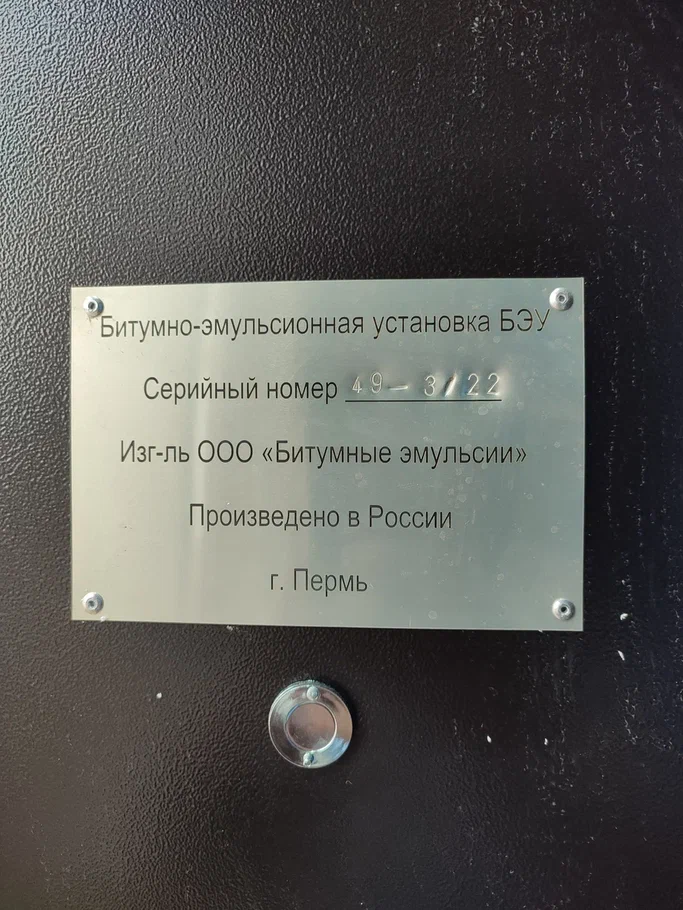 Битумно-эмульсионная установка БЭУ
Серийный номер 49-3/22
Изг-ль ООО «Битумные эмульсии»
Произведено в России
г. Пермь